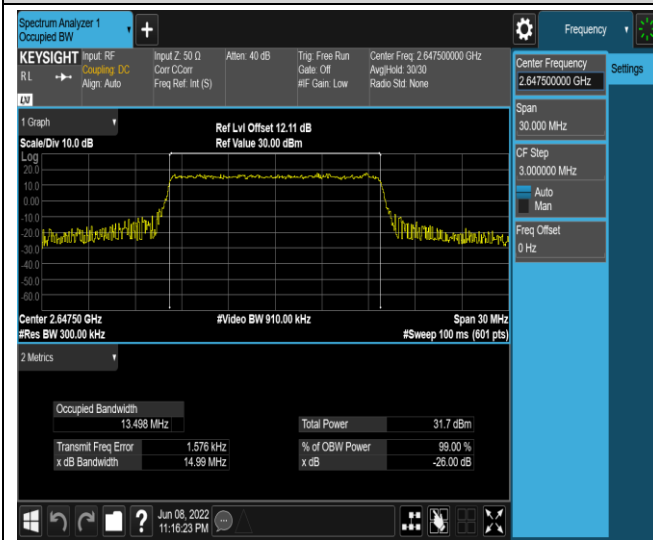 Spectrum Analyzer 1
Occupied BW
Frequency
KEYSIGHT
RL
LXI
Input: RF
Coupling: DC
Align: Auto
Input Z: 50 Ω
Corr CCorr
Freq Ref: Int (S)
Atten: 40 dB
Trig: Free Run
Gate: Off
#IF Gain: Low
Center Freq: 2.647500000 GHz
Avg|Hold: 30/30
Radio Std: None
Center Frequency
2.647500000 GHz
Settings
Span
30.000 MHz
CF Step
3.000000 MHz
Auto
Man
Freq Offset
0 Hz
1 Graph
Scale/Div 10.0 dB
Ref Lvl Offset 12.11 dB
Ref Value 30.00 dBm
Log
20.0
10.0
0.00
-10.0
-20.0
-30.0
-40.0
-50.0
-60.0
Center 2.64750 GHz
#Video BW 910.00 kHz
Span 30 MHz
#Res BW 300.00 kHz
#Sweep 100 ms (601 pts)
2 Metrics
Occupied Bandwidth
13.498 MHz
Total Power 31.7 dBm
Transmit Freq Error 1.576 kHz
% of OBW Power 99.00 %
x dB Bandwidth 14.99 MHz
x dB -26.00 dB
?
Jun 08, 2022
11:16:23 PM